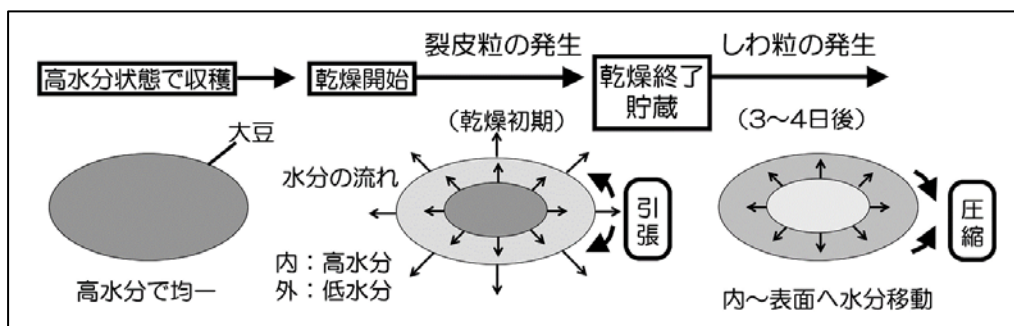 裂皮粒の発生
しわ粒の発生
高水分状態で収穫
乾燥開始
乾燥終了
貯蔵
(乾燥初期)
(3〜4日後)
大豆
水分の流れ
引張
圧縮
内:高水分
外:低水分
高水分で均一
内〜表面へ水分移動